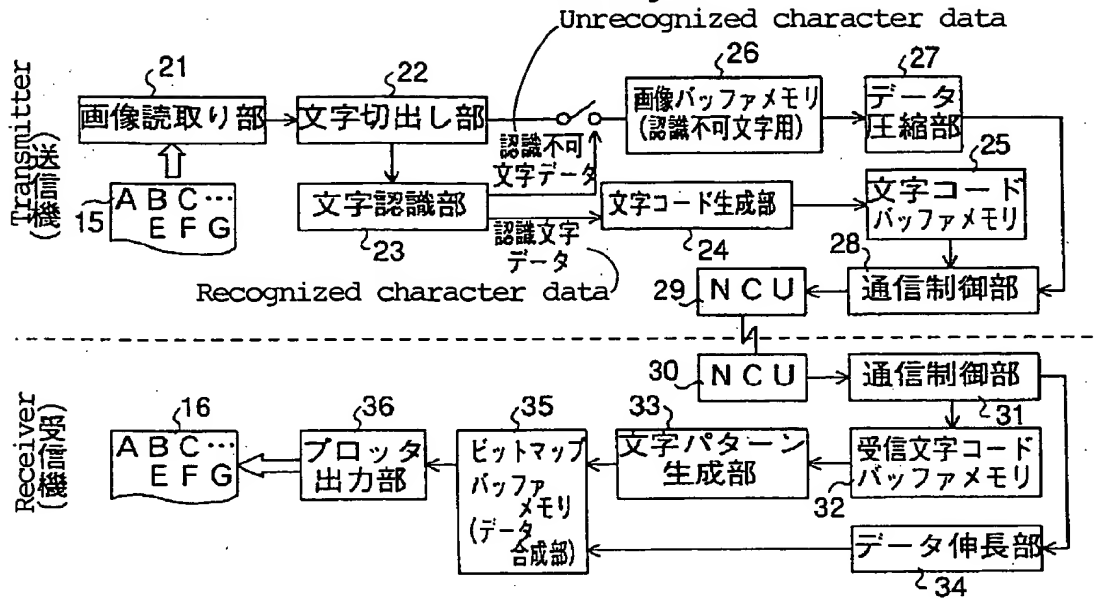 Unrecognized character data
Transmitter
(送信機)
21
画像読取り部
22
文字切出し部
認識不可
文字データ
26
画像バッファメモリ
(認識不可文字用)
27
データ
圧縮部
15
A B C…
E F G
文字認識部
23
認識文字
データ
Recognized character data
文字コード生成部
24
25
文字コード
バッファメモリ
28
通信制御部
29
NCU
Receiver
(受信機)
30
NCU
通信制御部
31
16
A B C…
E F G
36
プロッタ
出力部
35
ビットマップ
バッファ
メモリ
(データ
合成部)
33
文字パターン
生成部
受信文字コード
バッファメモリ
32
データ伸長部
34